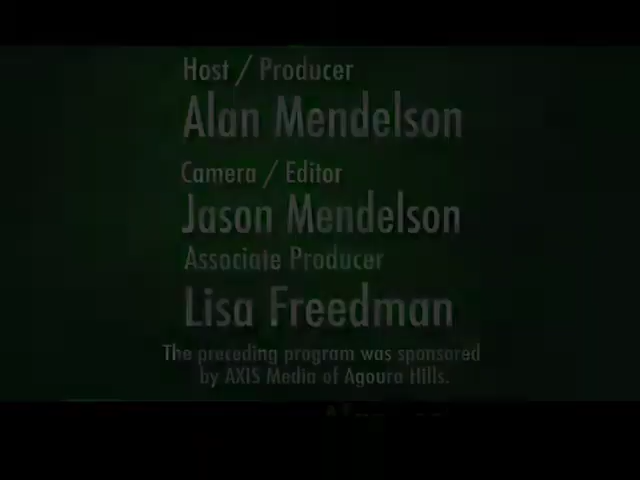 Host / Producer
Alan Mendelson
Camera / Editor
Jason Mendelson
Associate Producer
Lisa Freedman
The preceding program was sponsored
by AXIS Media of Agoura Hills.